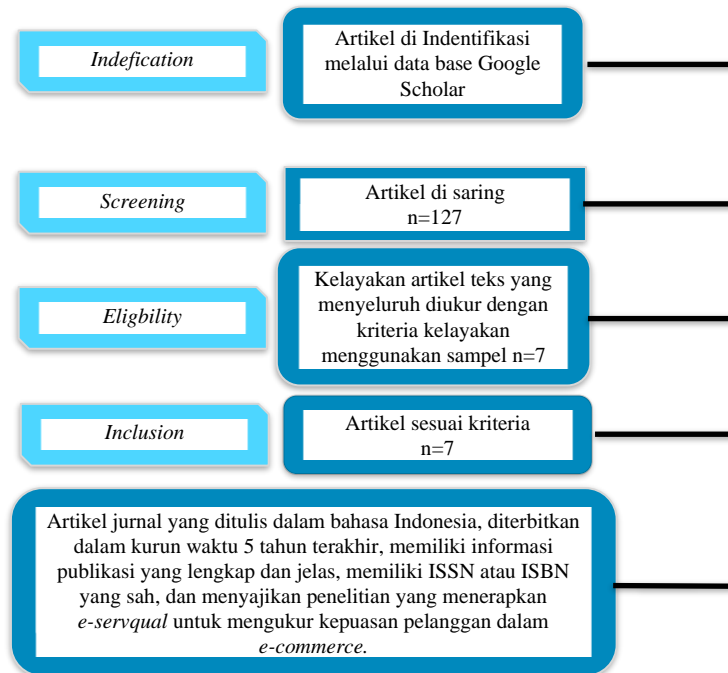 Indefication
Artikel di Indentifikasi
melalui data base Google
Scholar
Screening
Artikel di saring
n=127
Eligbility
Kelayakan artikel teks yang
menyeluruh diukur dengan
kriteria kelayakan
menggunakan sampel n=7
Inclusion
Artikel sesuai kriteria
n=7
Artikel jurnal yang ditulis dalam bahasa Indonesia, diterbitkan
dalam kurun waktu 5 tahun terakhir, memiliki informasi
publikasi yang lengkap dan jelas, memiliki ISSN atau ISBN
yang sah, dan menyajikan penelitian yang menerapkan
e-servqual untuk mengukur kepuasan pelanggan dalam
e-commerce.